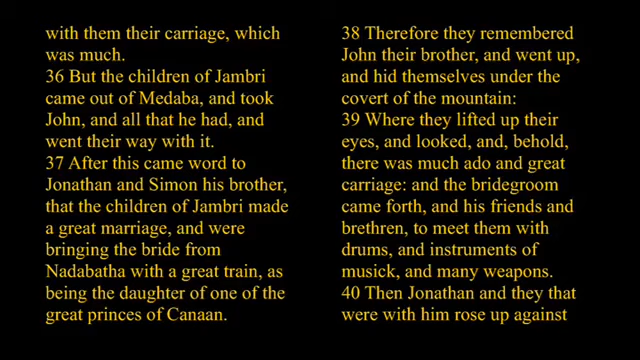 with them their carriage, which
was much.
36 But the children of Jambri
came out of Medaba, and took
John, and all that he had, and
went their way with it.
37 After this came word to
Jonathan and Simon his brother,
that the children of Jambri made
a great marriage, and were
bringing the bride from
Nadabatha with a great train, as
being the daughter of one of the
great princes of Canaan.
38 Therefore they remembered
John their brother, and went up,
and hid themselves under the
covert of the mountain:
39 Where they lifted up their
eyes, and looked, and, behold,
there was much ado and great
carriage: and the bridegroom
came forth, and his friends and
brethren, to meet them with
drums, and instruments of
musick, and many weapons.
40 Then Jonathan and they that
were with him rose up against